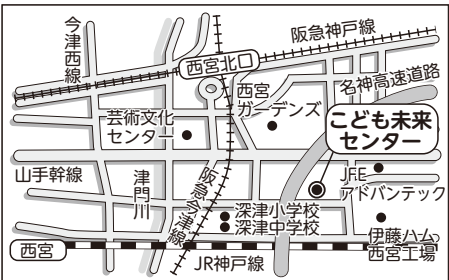 今津西線
阪急神戸線
西宮北口
名神高速道路
西宮
ガーデンズ
芸術文化
センター
こども未来
センター
山手幹線
津門川
阪急今津線
JFE
アドバンテック
深津小学校
深津中学校
伊藤ハム
西宮工場
西宮
JR神戸線